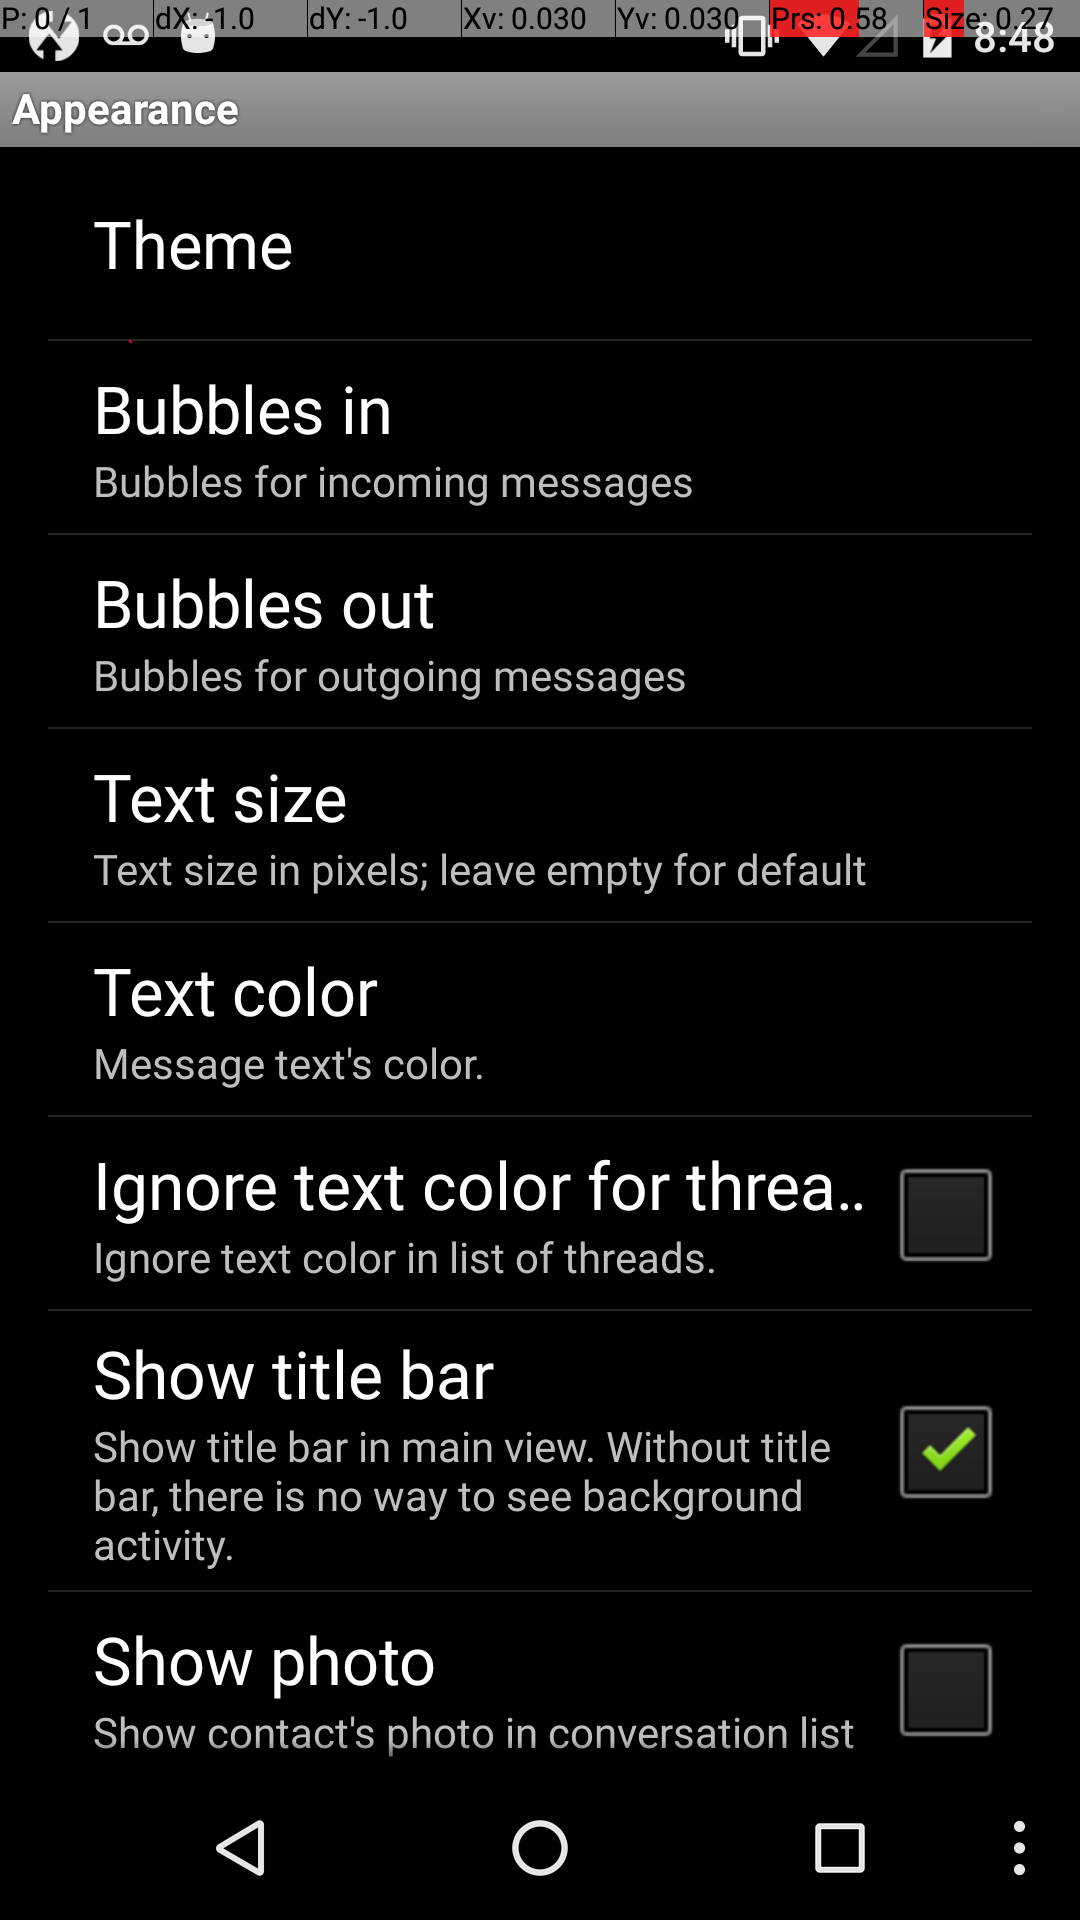 P: 0 / 1 dX: -1.0 dY: -1.0 Xv: 0.030 Yv: 0.030 Prs: 0.58 Size: 0.27
8:48
Appearance
Theme
Bubbles in
Bubbles for incoming messages
Bubbles out
Bubbles for outgoing messages
Text size
Text size in pixels; leave empty for default
Text color
Message text's color.
Ignore text color for threa..
Ignore text color in list of threads.
Show title bar
Show title bar in main view. Without title
bar, there is no way to see background
activity.
Show photo
Show contact's photo in conversation list